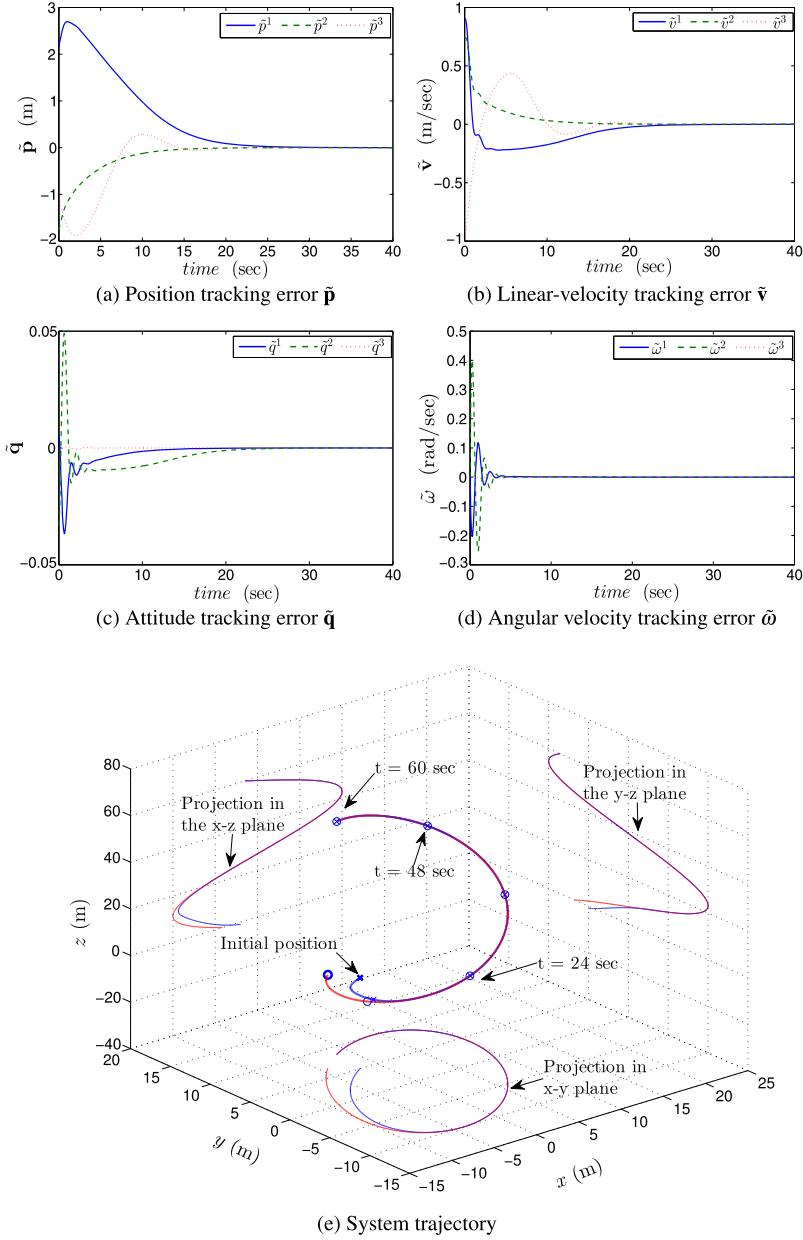 3
2
1
0
−1
−2
p̃ (m)
p̃¹ p̃² p̃³
0 5 10 15 20 25 30 35 40
time (sec)
(a) Position tracking error p̃
1
0.5
0
−0.5
−1
ṽ (m/sec)
ṽ¹ ṽ² ṽ³
0 10 20 30 40
time (sec)
(b) Linear-velocity tracking error ṽ
0.05
0
−0.05
q̃
q̃¹ q̃² q̃³
0 10 20 30 40
time (sec)
(c) Attitude tracking error q̃
0.5
0.4
0.3
0.2
0.1
0
−0.1
−0.2
−0.3
ω̃ (rad/sec)
ω̃¹ ω̃² ω̃³
0 5 10 15 20 25 30 35 40
time (sec)
(d) Angular velocity tracking error ω̃
80
60
40
20
0
−20
−40
z (m)
t = 60 sec
Projection in
the x-z plane
Projection in
the y-z plane
t = 48 sec
Initial position
t = 24 sec
Projection in
x-y plane
20
15
10
5
0
−5
−10
−15
y (m)
−15
−10
−5
0
5
10
15
20
25
x (m)
(e) System trajectory